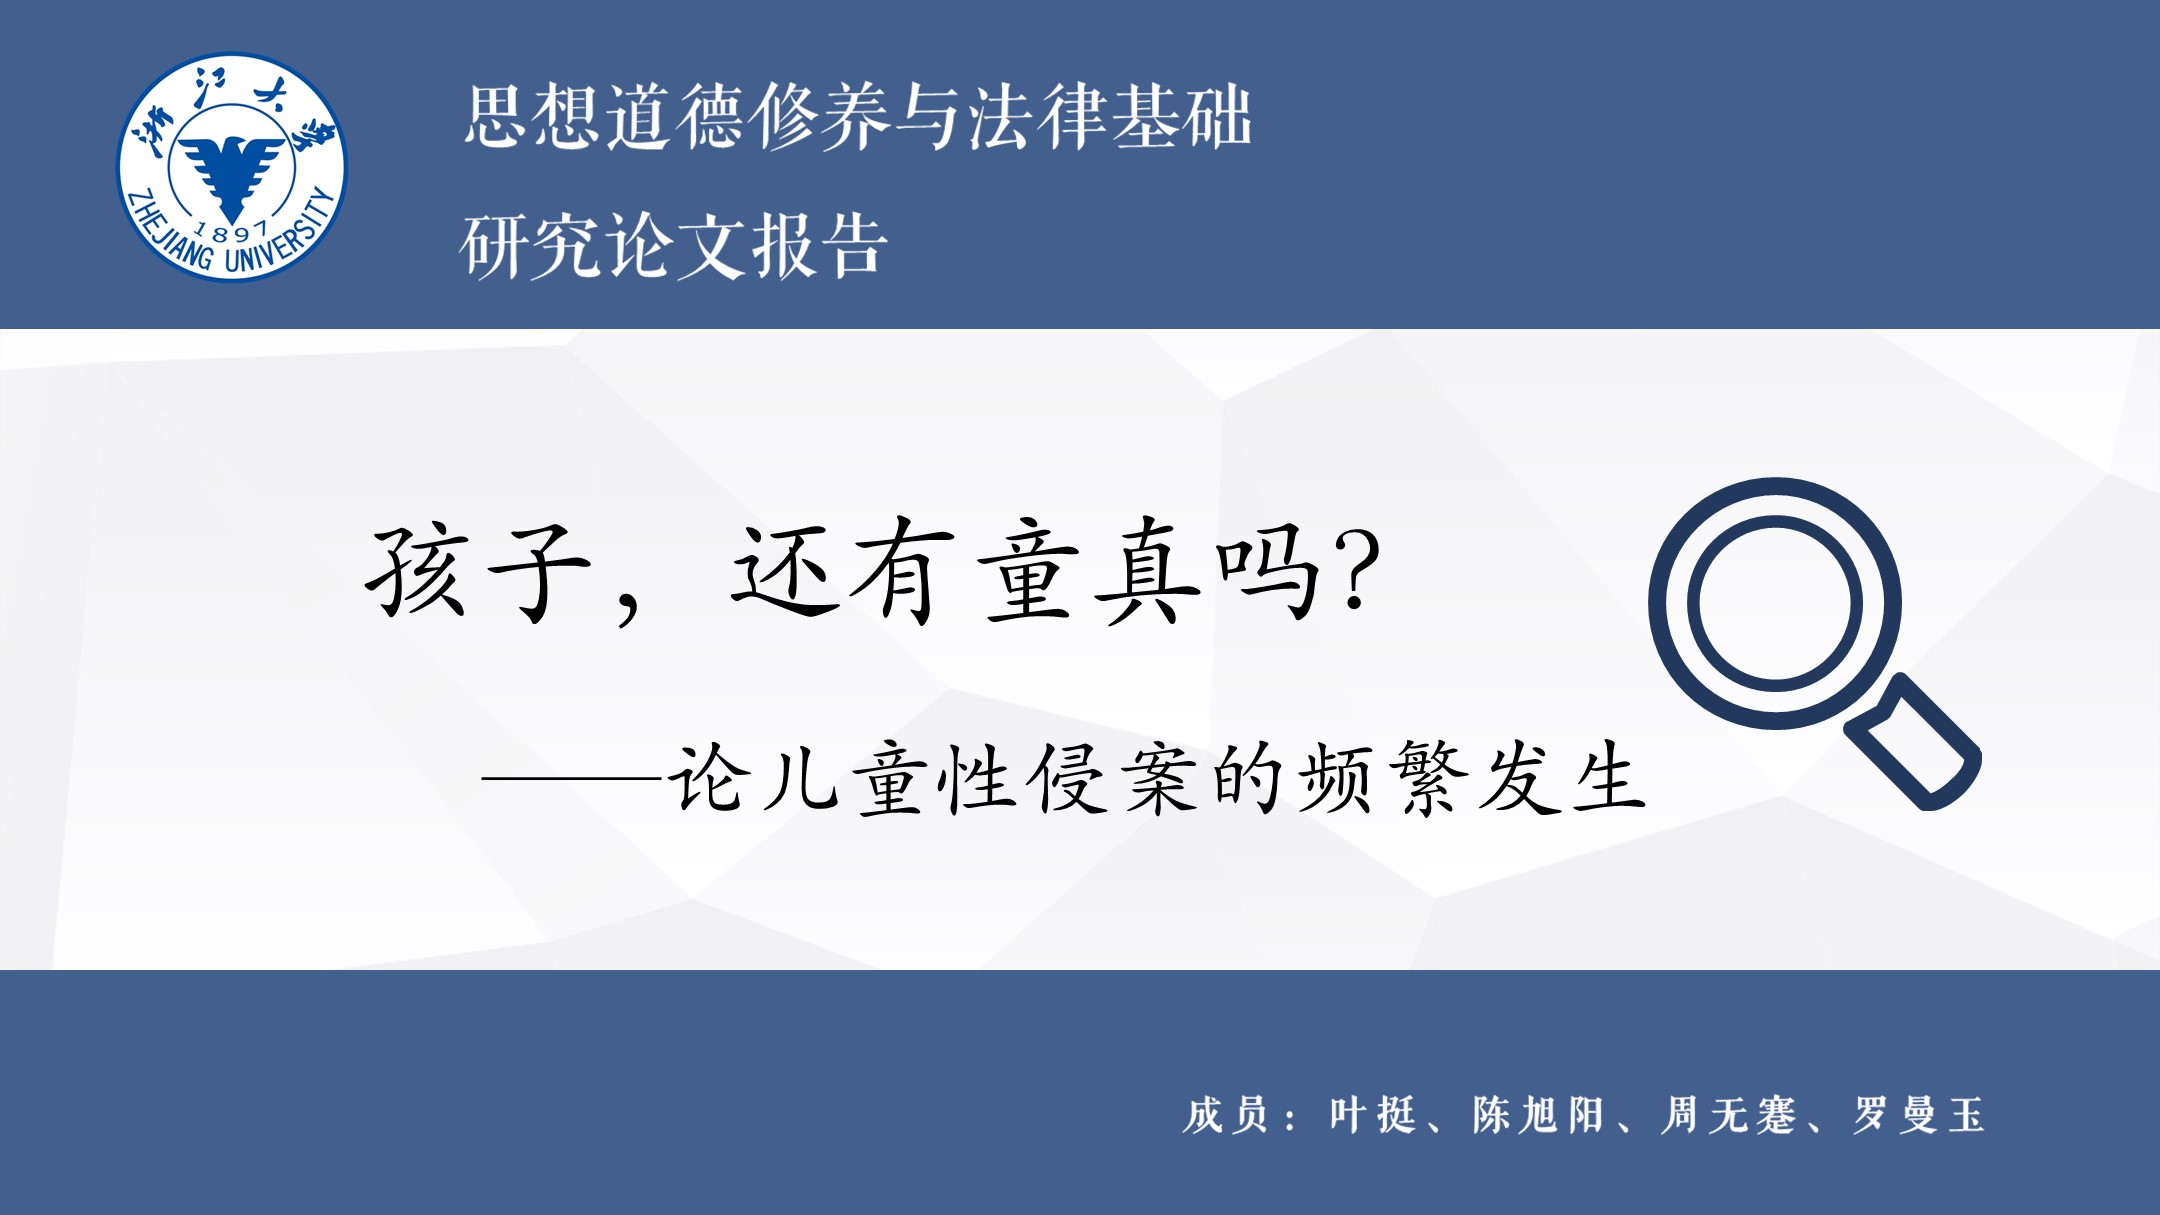 浙江大学
ZHEJIANG UNIVERSITY
1897
思想道德修养与法律基础
研究论文报告
孩子，还有童真吗？
——论儿童性侵案的频繁发生
成员：叶挺、陈旭阳、周无蹇、罗曼玉